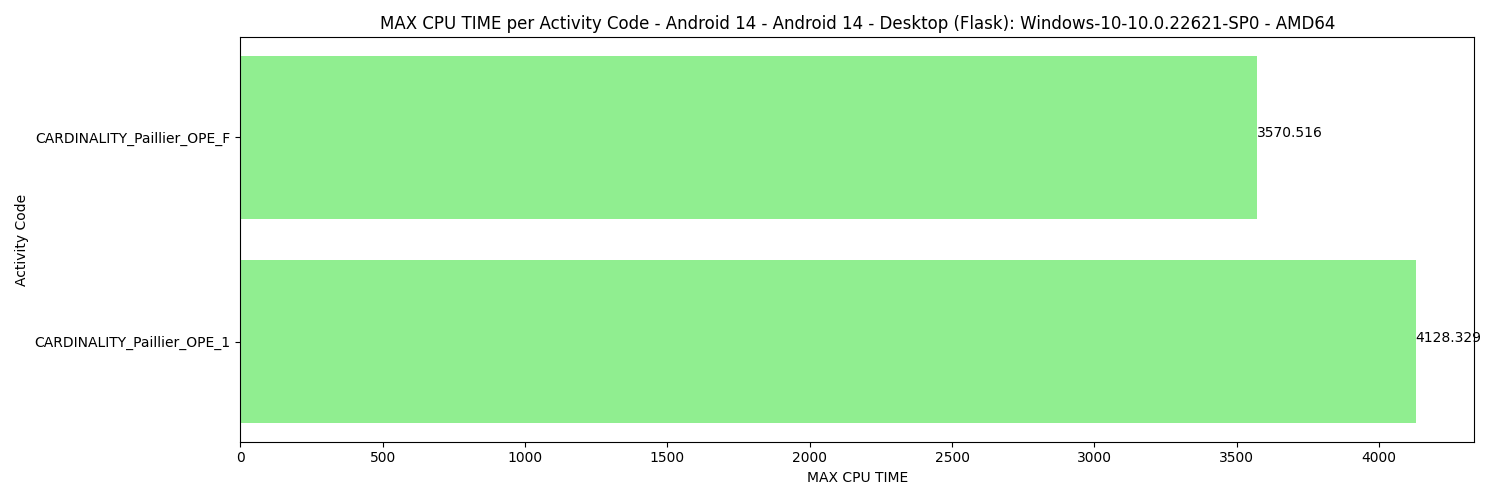 MAX CPU TIME per Activity Code - Android 14 - Android 14 - Desktop (Flask): Windows-10-10.0.22621-SP0 - AMD64
CARDINALITY_Paillier_OPE_F
3570.516
Activity Code
CARDINALITY_Paillier_OPE_1
4128.329
0 500 1000 1500 2000 2500 3000 3500 4000
MAX CPU TIME